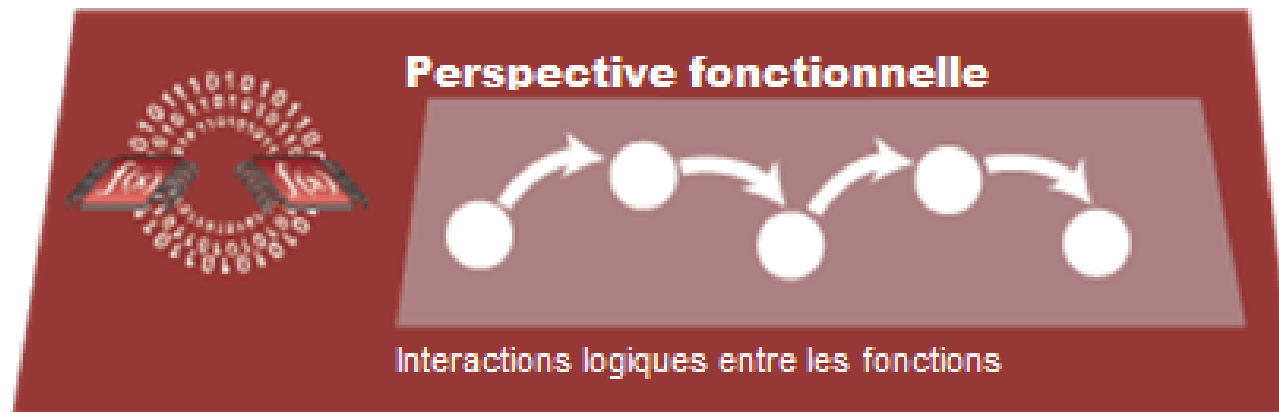 Perspective fonctionnelle
f(x)
f(x)
Interactions logiques entre les fonctions